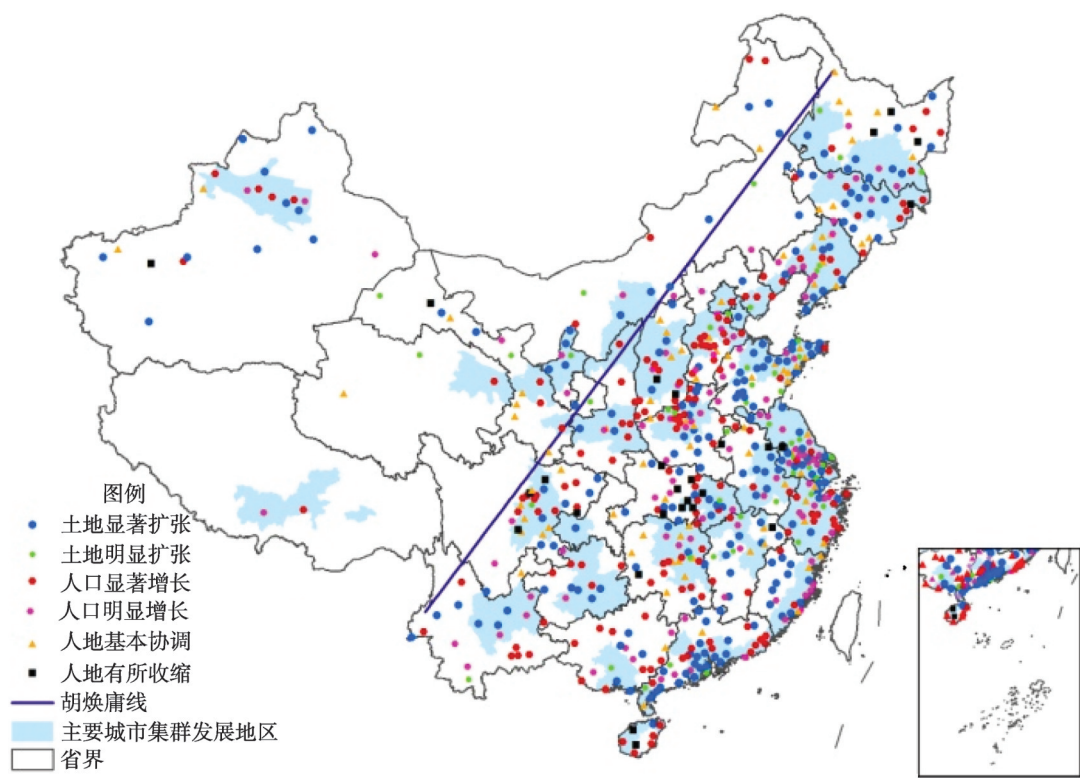 图例
土地显著扩张
土地明显扩张
人口显著增长
人口明显增长
人地基本协调
人地有所收缩
胡焕庸线
主要城市集群发展地区
省界